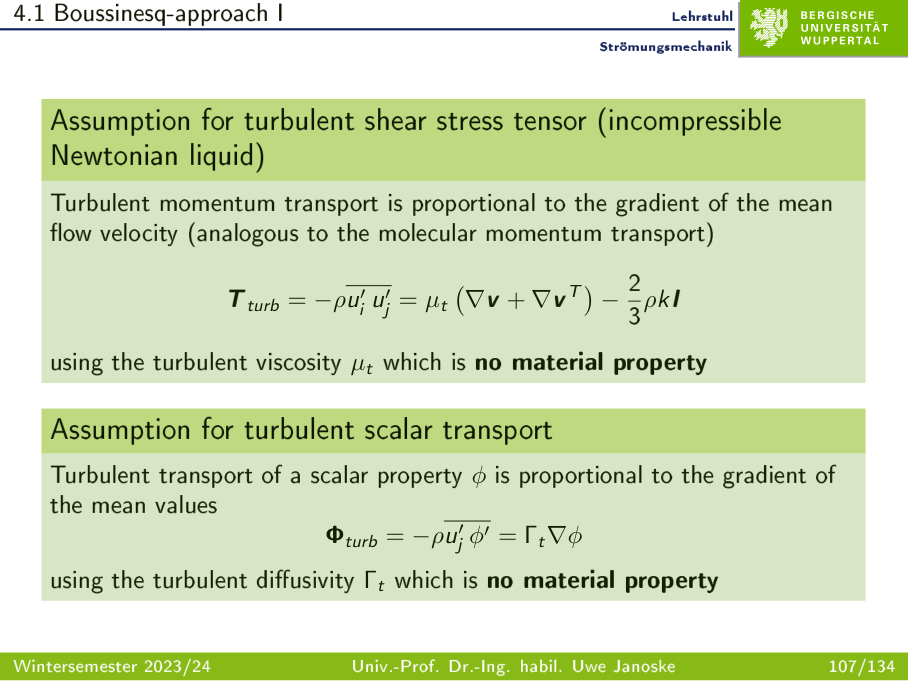 4.1 Boussinesq-approach I
Lehrstuhl
Strömungsmechanik
BERGISCHE
UNIVERSITÄT
WUPPERTAL
Assumption for turbulent shear stress tensor (incompressible
Newtonian liquid)
Turbulent momentum transport is proportional to the gradient of the mean
flow velocity (analogous to the molecular momentum transport)
$\boldsymbol{T}_{turb} = -\rho \overline{u_i' \, u_j'} = \mu_t \left( \nabla \boldsymbol{v} + \nabla \boldsymbol{v}^T \right) - \frac{2}{3} \rho k \boldsymbol{I}$
using the turbulent viscosity $\mu_t$ which is no material property
Assumption for turbulent scalar transport
Turbulent transport of a scalar property $\phi$ is proportional to the gradient of
the mean values
$\boldsymbol{\Phi}_{turb} = -\rho \overline{u_j' \, \phi'} = \Gamma_t \nabla \phi$
using the turbulent diffusivity $\Gamma_t$ which is no material property
Wintersemester 2023/24
Univ.-Prof. Dr.-Ing. habil. Uwe Janoske
107/134